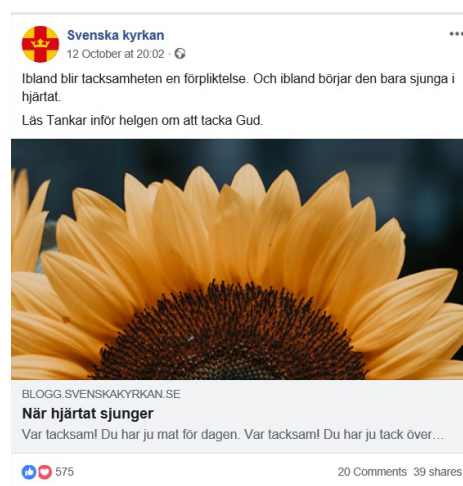 Svenska kyrkan
12 October at 20:02 ·
Ibland blir tacksamheten en förpliktelse. Och ibland börjar den bara sjunga i
hjärtat.
Läs Tankar inför helgen om att tacka Gud.
BLOGG.SVENSKAKYRKAN.SE
När hjärtat sjunger
Var tacksam! Du har ju mat för dagen. Var tacksam! Du har ju tack över…
575
20 Comments 39 shares